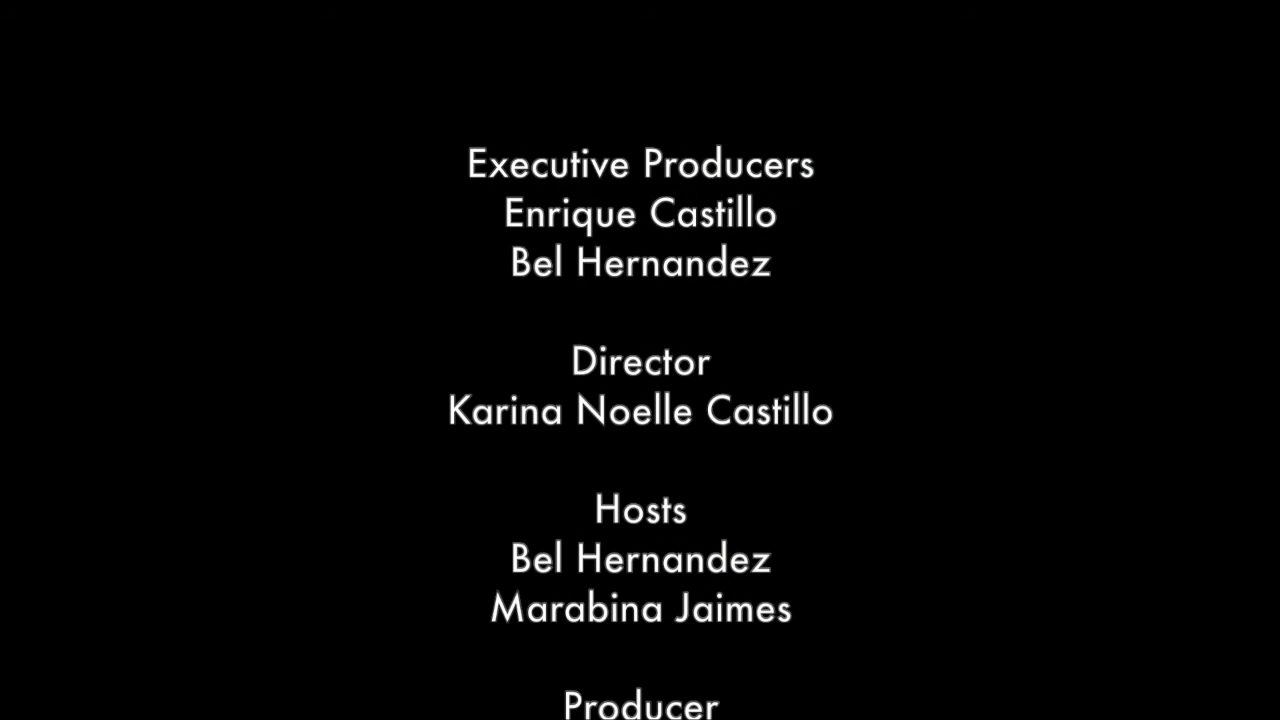 Executive Producers
Enrique Castillo
Bel Hernandez
Director
Karina Noelle Castillo
Hosts
Bel Hernandez
Marabina Jaimes
Producer